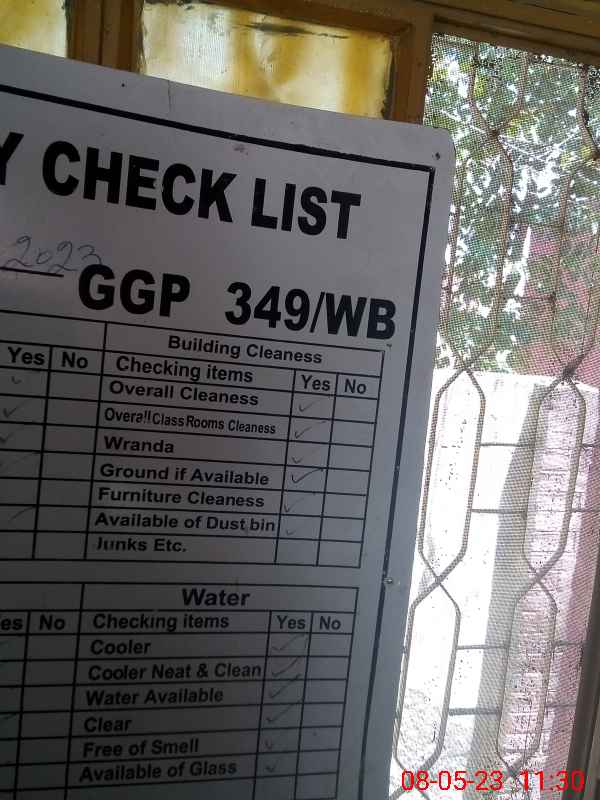 Y CHECK LIST
2023
GGP 349/WB
Yes No
Building Cleaness
Checking items Yes No
Overall Cleaness
Overall Class Rooms Cleaness
Wranda
Ground if Available
Furniture Cleaness
Available of Dust bin
Junks Etc.
Water
es No
Checking items Yes No
Cooler
Cooler Neat & Clean
Water Available
Clear
Free of Smell
Available of Glass
08-05-23 11:30